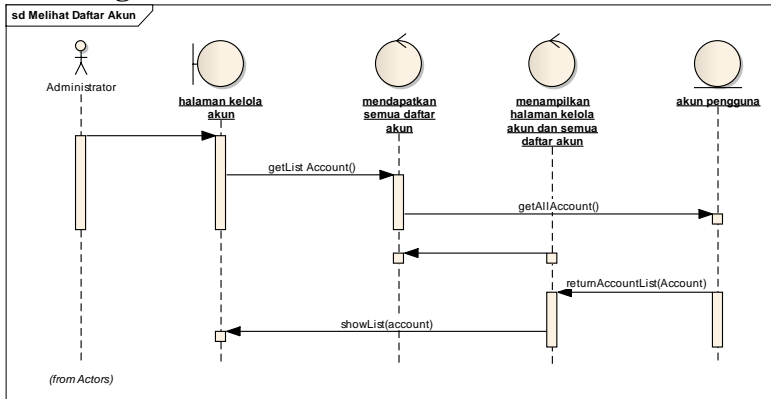 sd Melihat Daftar Akun
Administrator
halaman kelola
akun
mendapatkan
semua daftar
akun
menampilkan
halaman kelola
akun dan semua
daftar akun
akun pengguna
getList Account()
getAllAccount()
returnAccountList(Account)
showList(account)
(from Actors)